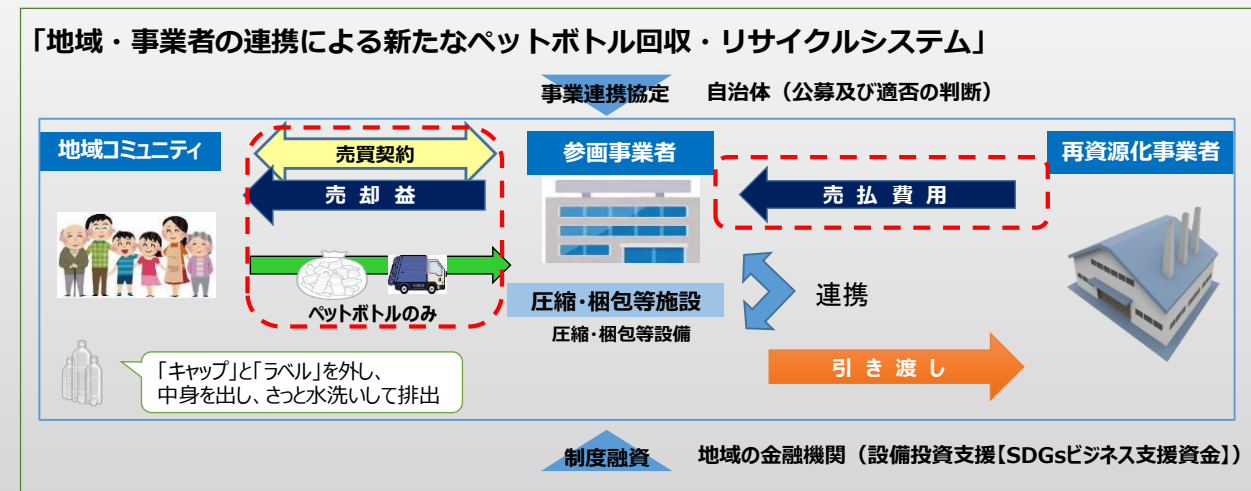 「地域・事業者の連携による新たなペットボトル回収・リサイクルシステム」
事業連携協定 自治体（公募及び適否の判断）
地域コミュニティ
売買契約
参画事業者
再資源化事業者
売却益
売払費用
ペットボトルのみ
圧縮・梱包等施設
圧縮・梱包等設備
連携
引き渡し
「キャップ」と「ラベル」を外し、
中身を出し、さっと水洗いして排出
制度融資 地域の金融機関（設備投資支援【SDGsビジネス支援資金】）